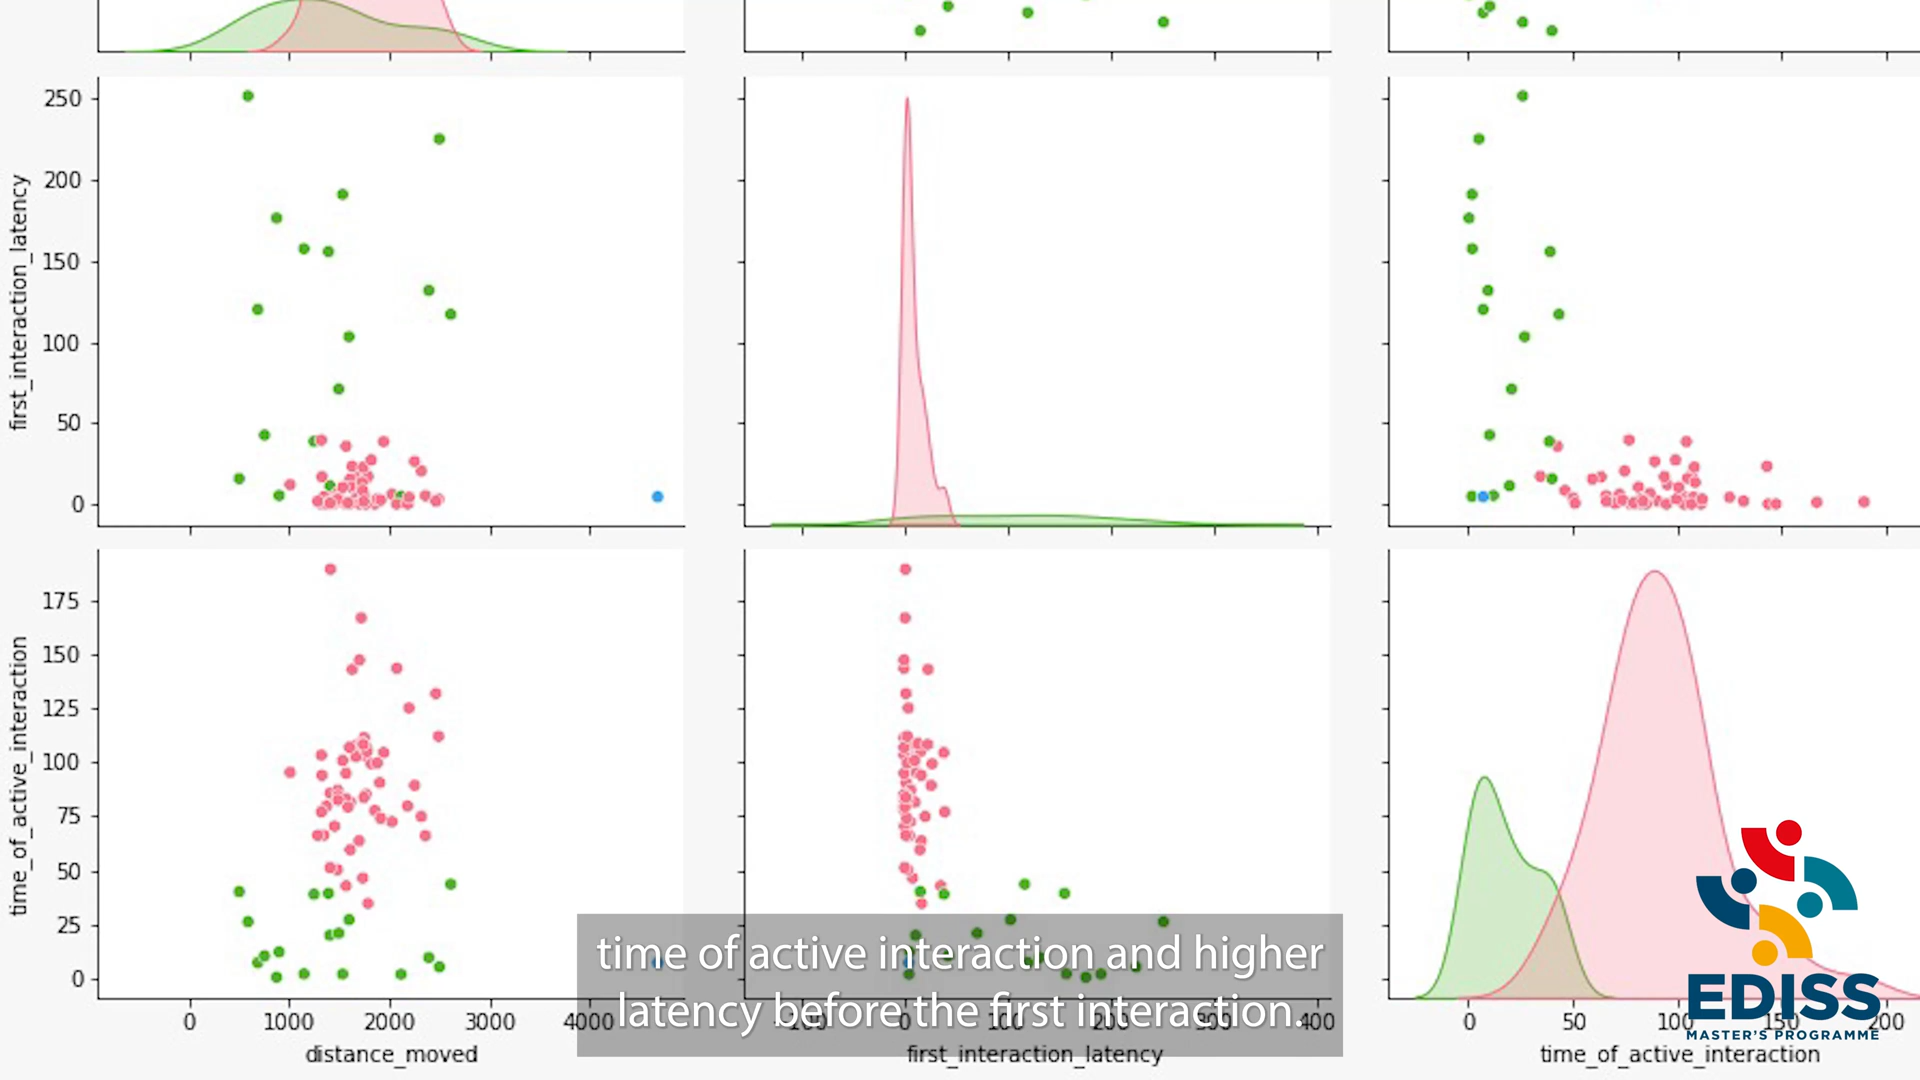 250
200
150
100
50
0
first_interaction_latency
175
150
125
100
75
50
25
0
time_of_active_interaction
time of active interaction and higher
latency before the first interaction.
0 1000 2000 3000 4000
distance_moved
0 400
first_interaction_latency
0 50 100 150 200
time_of_active_interaction
EDISS
MASTER'S PROGRAMME